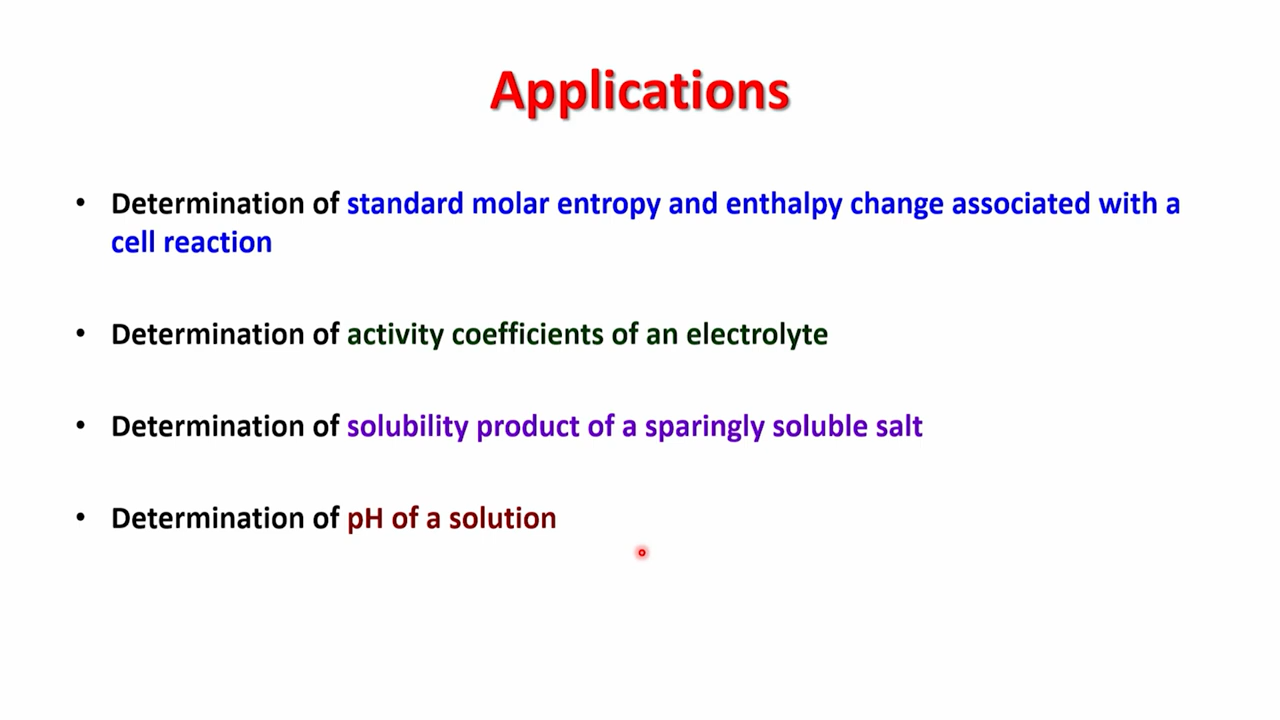 Applications
• Determination of standard molar entropy and enthalpy change associated with a
cell reaction
• Determination of activity coefficients of an electrolyte
• Determination of solubility product of a sparingly soluble salt
• Determination of pH of a solution